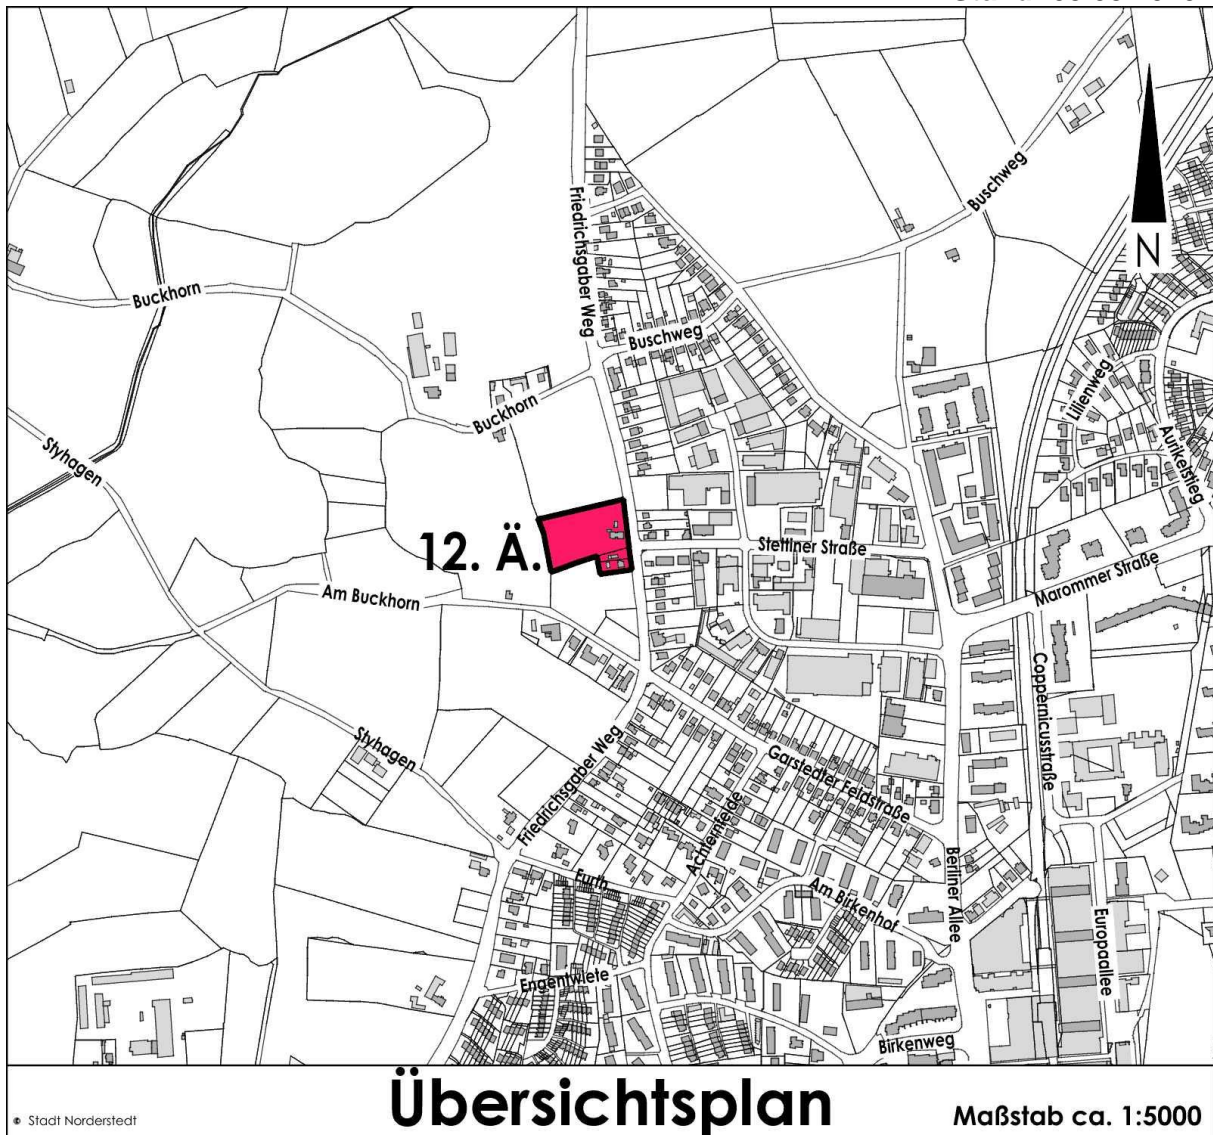 Friedrichsgaber Weg
Buschweg
N
Buckhorn
Buschweg
Lilienweg
Buckhorn
Aurikelstieg
Styhagen
12. Ä.
Stettiner Straße
Am Buckhorn
Marommer Straße
Coppernicusstraße
Styhagen
Friedrichsgaber Weg
Garstedter Feldstraße
Achternfelde
Furth
Am Birkenhof
Berliner Allee
Europaallee
Engentwiete
Birkenweg
© Stadt Norderstedt
Übersichtsplan
Maßstab ca. 1:5000